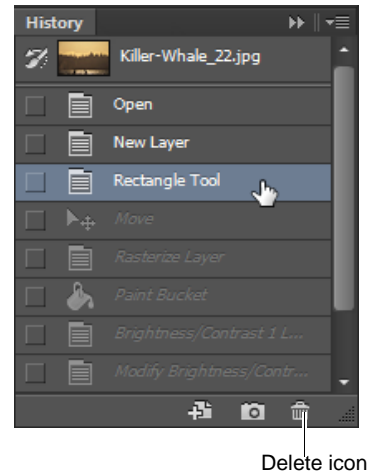 History
Killer-Whale_22.jpg
Open
New Layer
Rectangle Tool
Move
Rasterize Layer
Paint Bucket
Brightness/Contrast 1 L...
Modify Brightness/Contr...
Delete icon